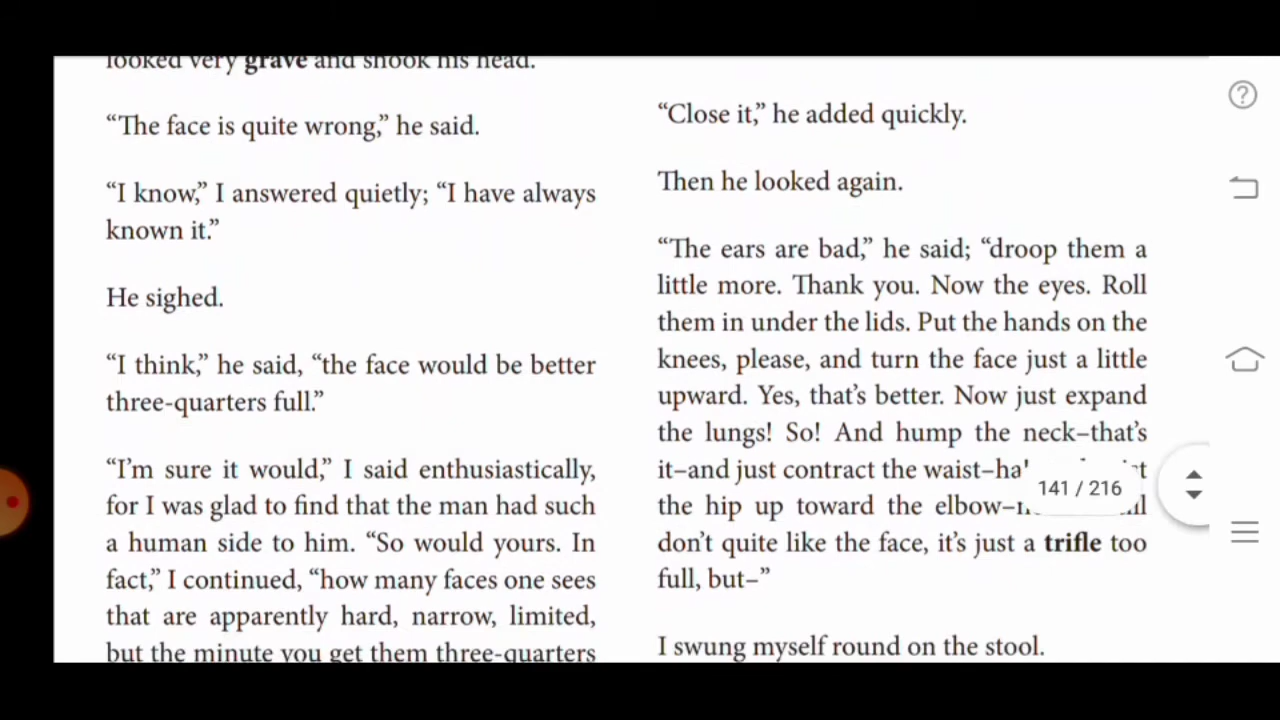 looked very grave and shook his head.
“The face is quite wrong,” he said.
“I know,” I answered quietly; “I have always
known it.”
He sighed.
“I think,” he said, “the face would be better
three-quarters full.”
“I’m sure it would,” I said enthusiastically,
for I was glad to find that the man had such
a human side to him. “So would yours. In
fact,” I continued, “how many faces one sees
that are apparently hard, narrow, limited,
but the minute you get them three-quarters
“Close it,” he added quickly.
Then he looked again.
“The ears are bad,” he said; “droop them a
little more. Thank you. Now the eyes. Roll
them in under the lids. Put the hands on the
knees, please, and turn the face just a little
upward. Yes, that’s better. Now just expand
the lungs! So! And hump the neck–that’s
it–and just contract the waist–ha!
the hip up toward the elbow–
don’t quite like the face, it’s just a trifle too
full, but–”
I swung myself round on the stool.
141 / 216